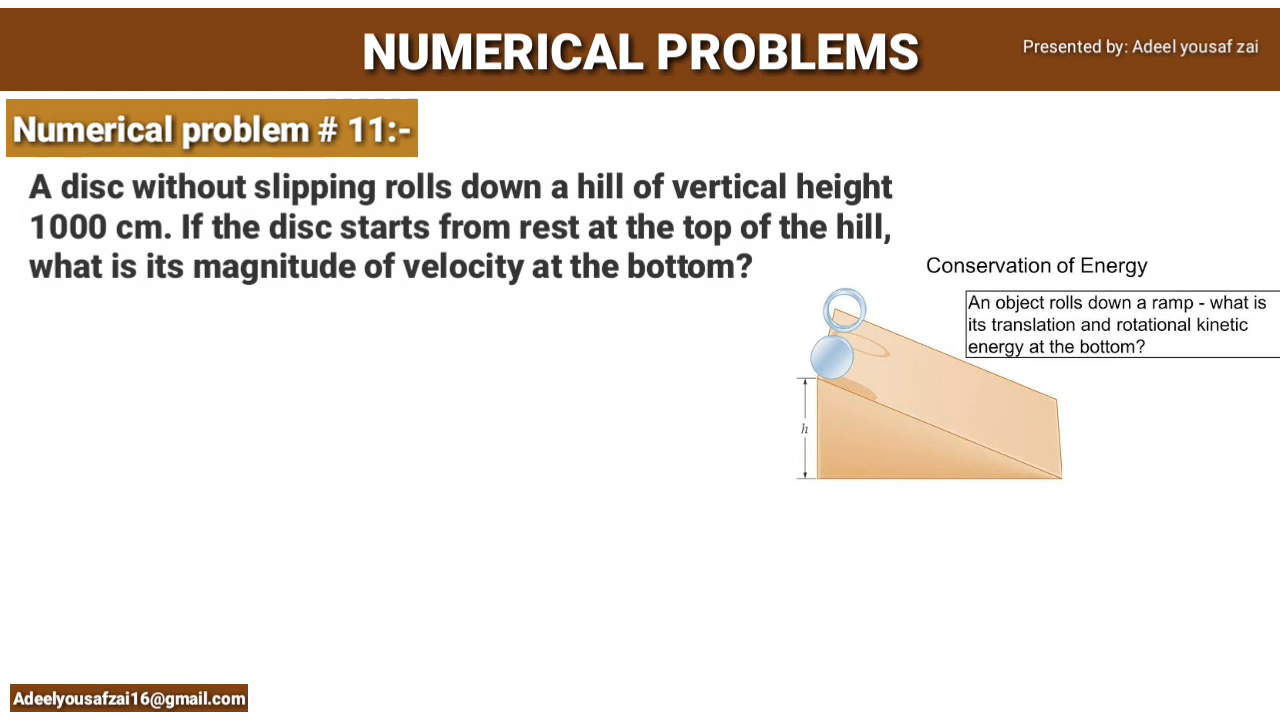 NUMERICAL PROBLEMS
Presented by: Adeel yousaf zai
Numerical problem # 11:-
A disc without slipping rolls down a hill of vertical height
1000 cm. If the disc starts from rest at the top of the hill,
what is its magnitude of velocity at the bottom?
Conservation of Energy
An object rolls down a ramp - what is
its translation and rotational kinetic
energy at the bottom?
h
Adeelyousafzai16@gmail.com